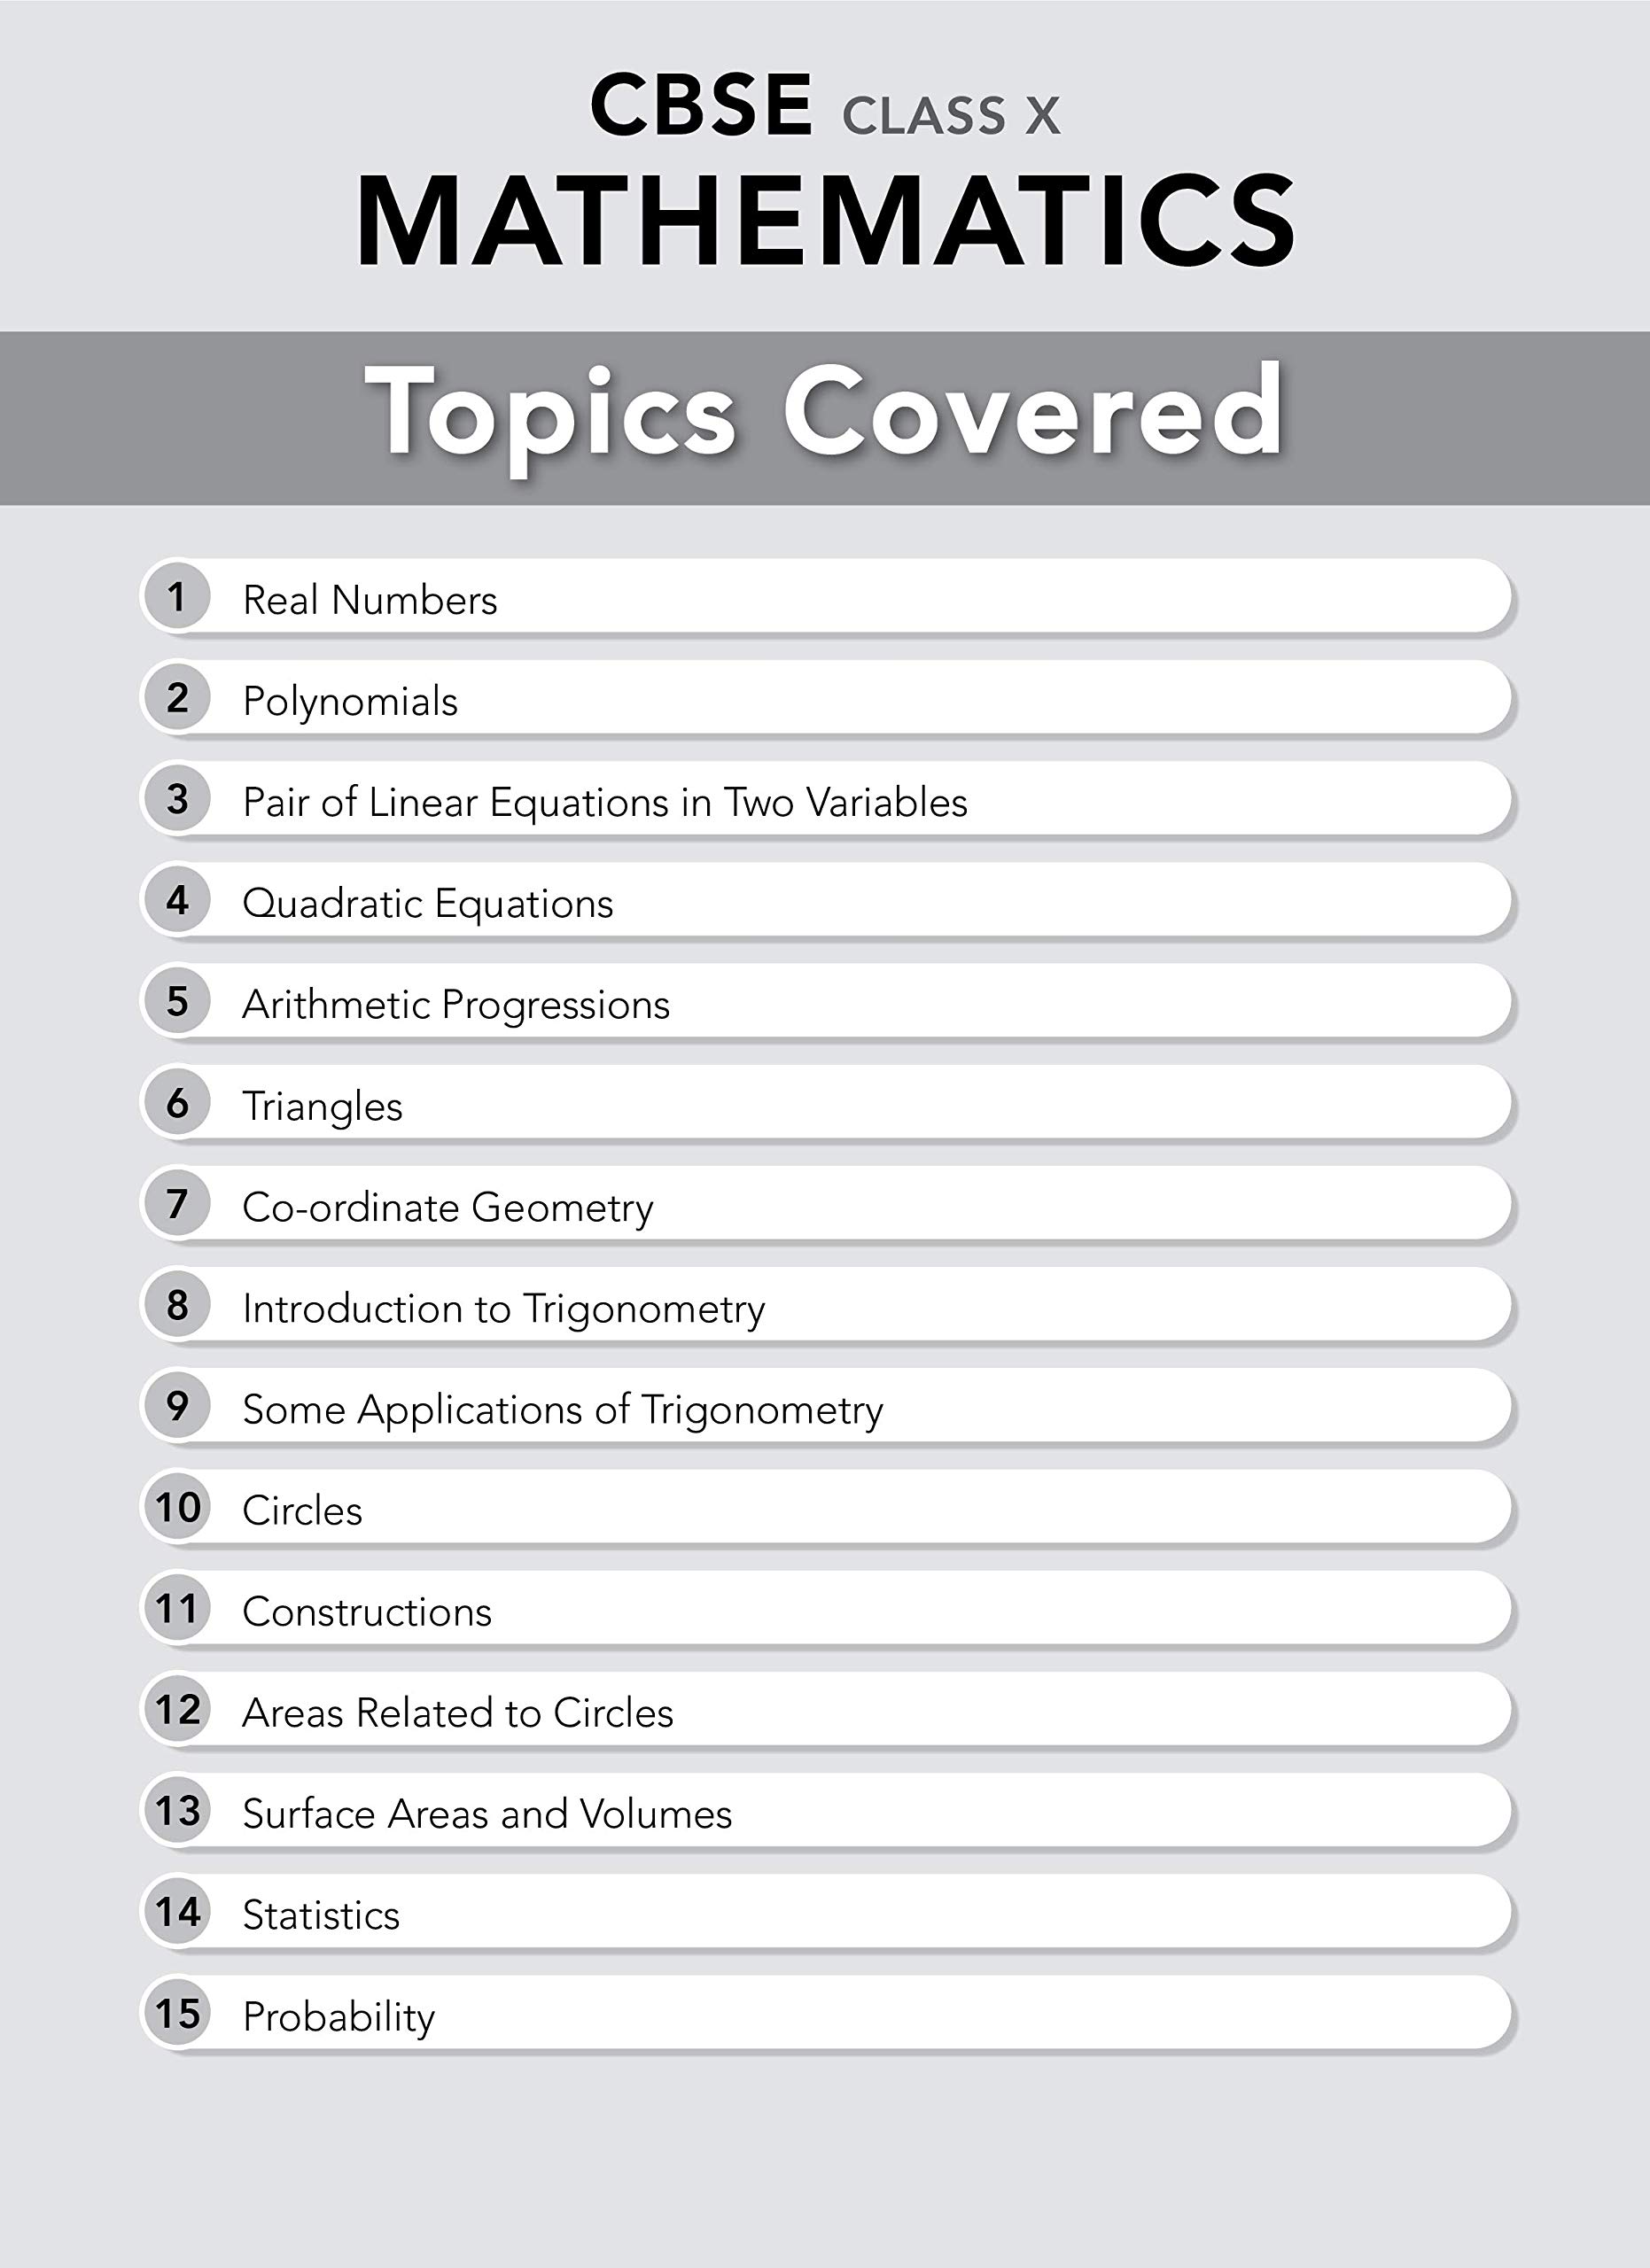 CBSE CLASS X
MATHEMATICS
Topics Covered
1 Real Numbers
2 Polynomials
3 Pair of Linear Equations in Two Variables
4 Quadratic Equations
5 Arithmetic Progressions
6 Triangles
7 Co-ordinate Geometry
8 Introduction to Trigonometry
9 Some Applications of Trigonometry
10 Circles
11 Constructions
12 Areas Related to Circles
13 Surface Areas and Volumes
14 Statistics
15 Probability